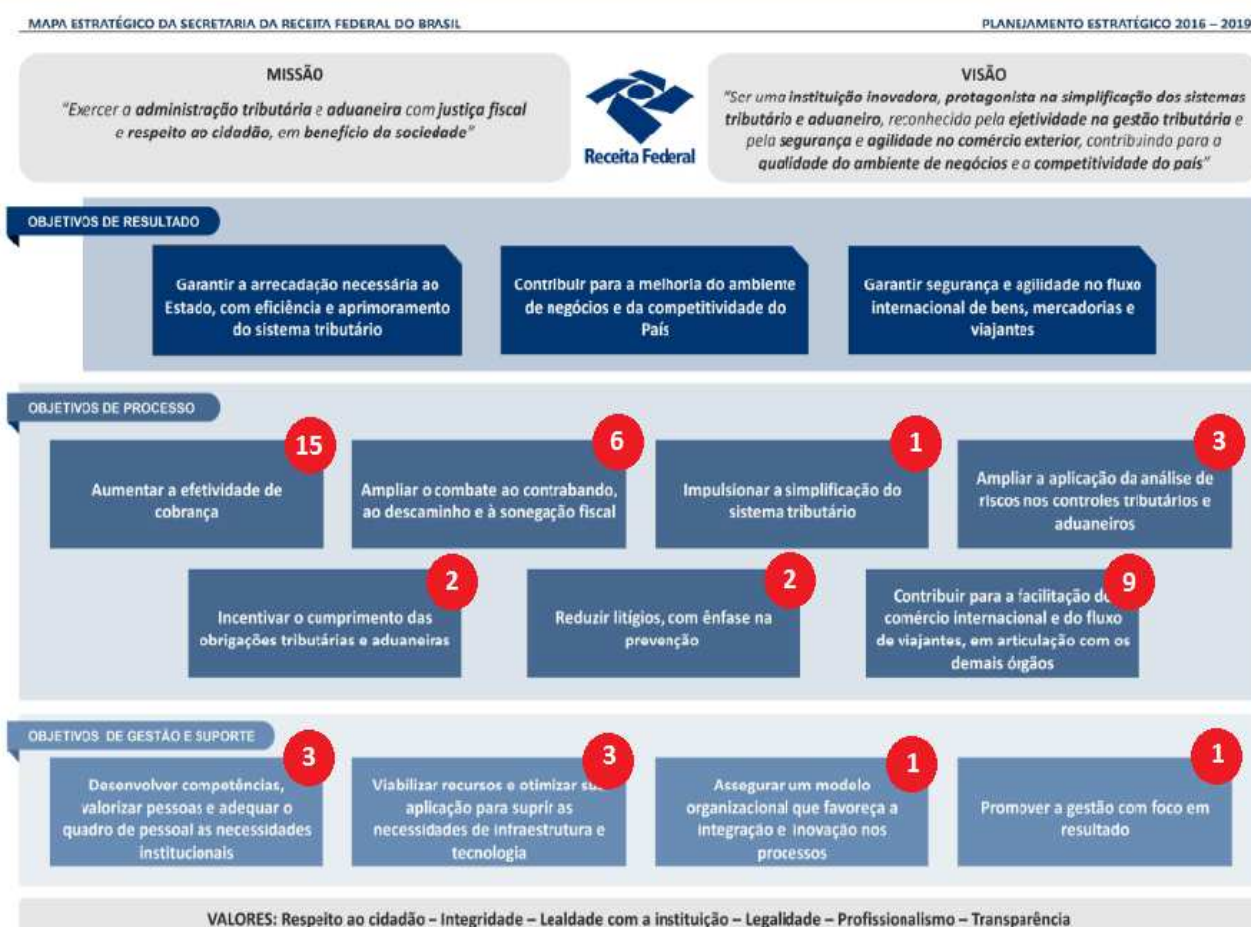 MAPA ESTRATÉGICO DA SECRETARIA DA RECEITA FEDERAL DO BRASIL
PLANEJAMENTO ESTRATÉGICO 2016 – 2019
MISSÃO
"Exercer a administração tributária e aduaneira com justiça fiscal
e respeito ao cidadão, em benefício da sociedade"
Receita Federal
VISÃO
"Ser uma instituição inovadora, protagonista na simplificação dos sistemas
tributário e aduaneiro, reconhecida pela efetividade na gestão tributária e
pela segurança e agilidade no comércio exterior, contribuindo para a
qualidade do ambiente de negócios e a competitividade do país"
OBJETIVOS DE RESULTADO
Garantir a arrecadação necessária ao
Estado, com eficiência e aprimoramento
do sistema tributário
Contribuir para a melhoria do ambiente
de negócios e da competitividade do
País
Garantir segurança e agilidade no fluxo
internacional de bens, mercadorias e
viajantes
OBJETIVOS DE PROCESSO
15
Aumentar a efetividade de
cobrança
6
Ampliar o combate ao contrabando,
ao descaminho e à sonegação fiscal
1
Impulsionar a simplificação do
sistema tributário
3
Ampliar a aplicação da análise de
riscos nos controles tributários e
aduaneiros
2
Incentivar o cumprimento das
obrigações tributárias e aduaneiras
2
Reduzir litígios, com ênfase na
prevenção
9
Contribuir para a facilitação
comércio internacional e do fluxo
de viajantes, em articulação com os
demais órgãos
OBJETIVOS DE GESTÃO E SUPORTE
3
Desenvolver competências,
valorizar pessoas e adequar o
quadro de pessoal às necessidades
institucionais
3
Viabilizar recursos e otimizar
aplicação para suprir as
necessidades de infraestrutura e
tecnologia
1
Assegurar um modelo
organizacional que favoreça a
integração e inovação nos
processos
1
Promover a gestão com foco em
resultado
VALORES: Respeito ao cidadão – Integridade – Lealdade com a instituição – Legalidade – Profissionalismo – Transparência